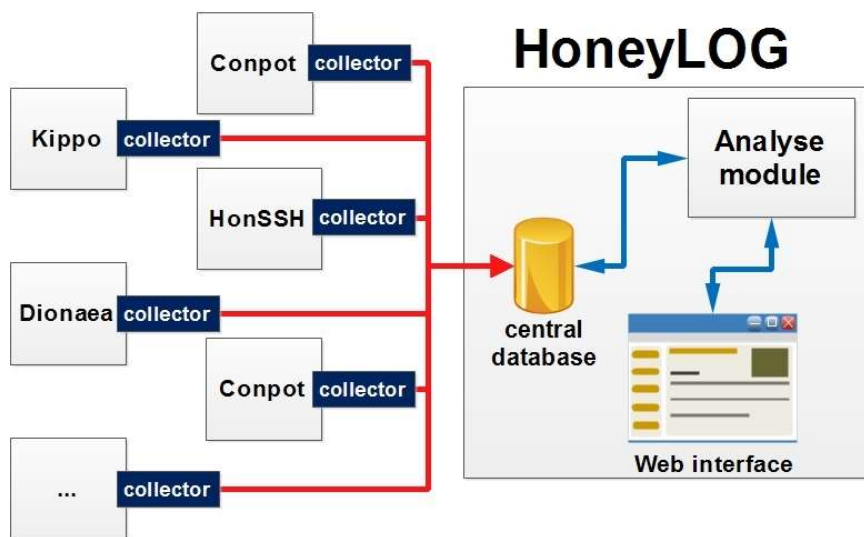 HoneyLOG
Conpot
collector
Kippo
collector
HonSSH
collector
Dionaea
collector
Conpot
collector
...
collector
central
database
Analyse
module
Web interface